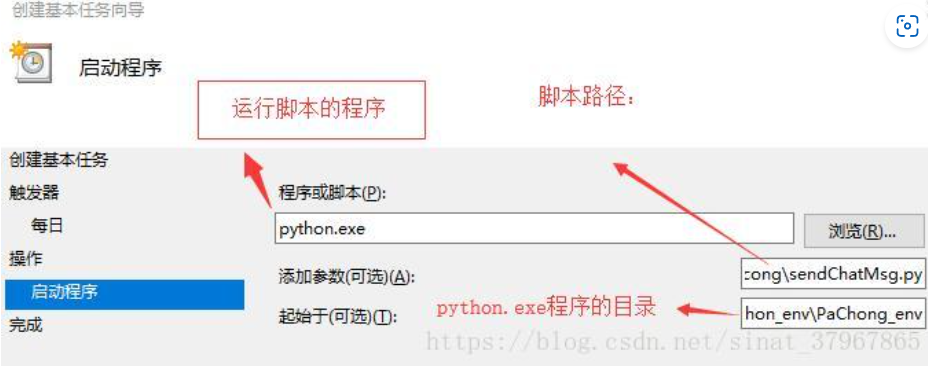 创建基本任务向导
启动程序
运行脚本的程序
脚本路径:
创建基本任务
触发器
每日
操作
启动程序
完成
程序或脚本(P):
python.exe
浏览(R)...
添加参数(可选)(A):
cong\sendChatMsg.py
起始于(可选)(T):
python.exe程序的目录
hon_env\PaChong_env
https://blog.csdn.net/sinat_37967865